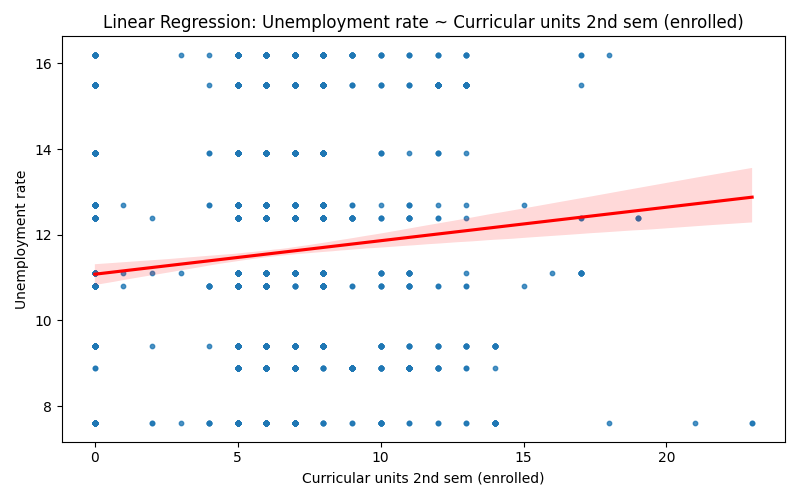 Linear Regression: Unemployment rate ~ Curricular units 2nd sem (enrolled)
16
14
12
10
8
Unemployment rate
0 5 10 15 20
Curricular units 2nd sem (enrolled)